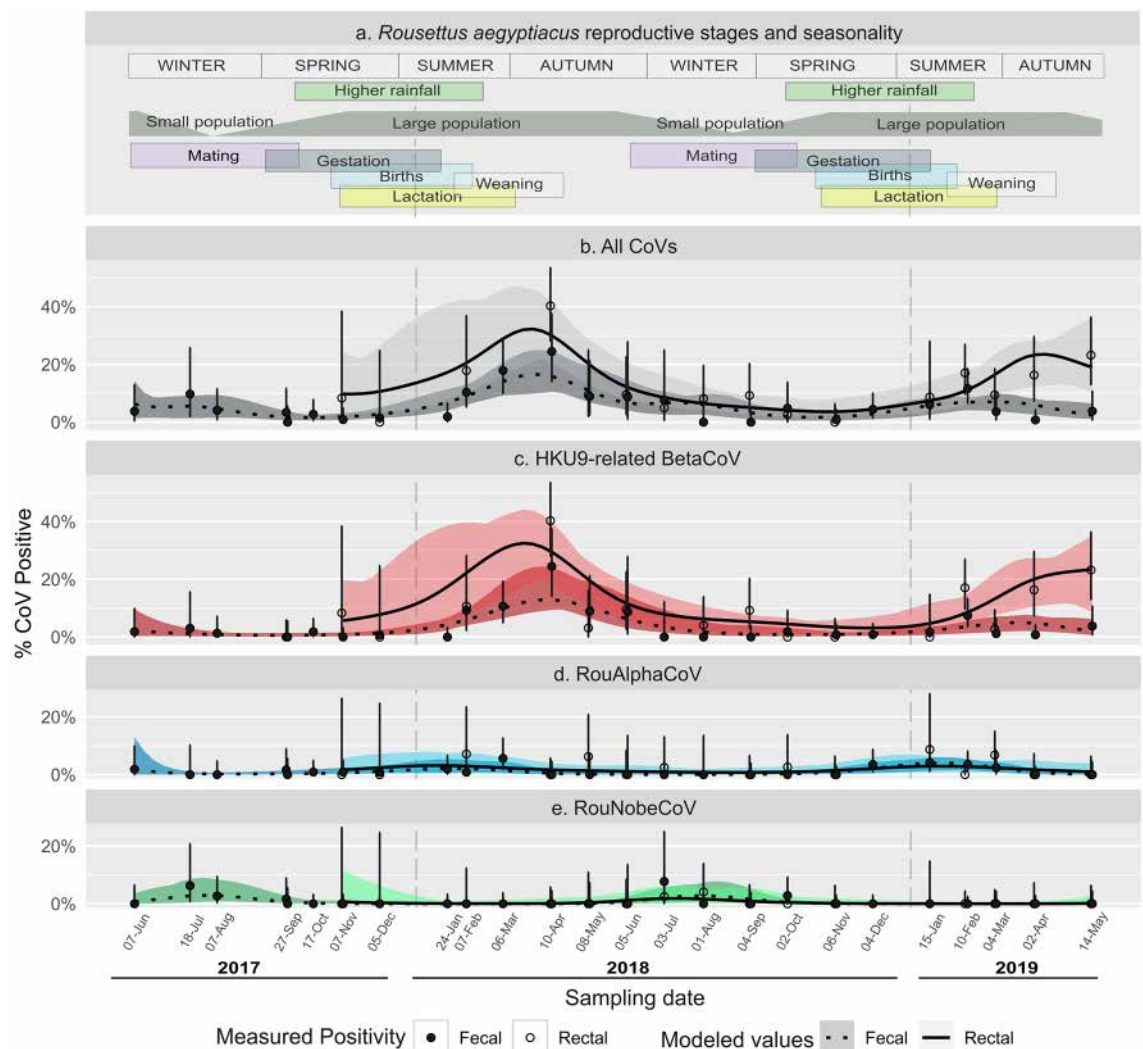 a. Rousettus aegyptiacus reproductive stages and seasonality
WINTER SPRING SUMMER AUTUMN WINTER SPRING SUMMER AUTUMN
Higher rainfall Higher rainfall
Small population Large population Small population Large population
Mating Mating
Gestation Gestation
Births Births
Weaning Weaning
Lactation Lactation
b. All CoVs
40%
20%
0%
c. HKU9-related BetaCoV
40%
20%
0%
% CoV Positive
d. RouAlphaCoV
20%
0%
e. RouNobeCoV
20%
0%
07-Jun 18-Jul 07-Aug 27-Sep 17-Oct 07-Nov 05-Dec 24-Jan 07-Feb 06-Mar 10-Apr 08-May 05-Jun 03-Jul 01-Aug 04-Sep 02-Oct 06-Nov 04-Dec 15-Jan 10-Feb 04-Mar 02-Apr 14-May
2017 2018 2019
Sampling date
Measured Positivity Fecal Rectal Modeled values Fecal Rectal